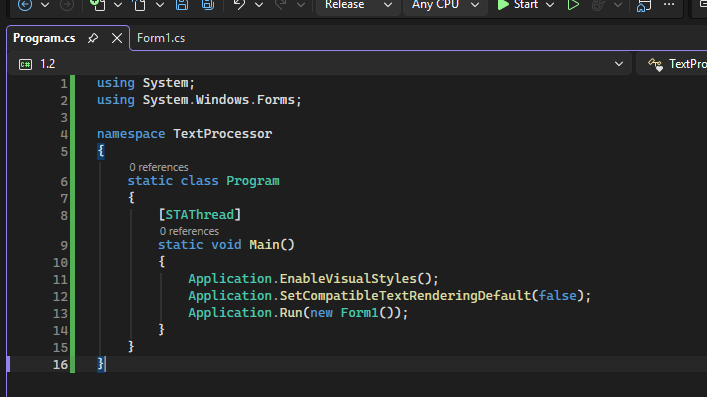 Release Any CPU Start
Program.cs Form1.cs
C# 1.2 TextPro
1 using System;
2 using System.Windows.Forms;
3
4 namespace TextProcessor
5 {
0 references
6 static class Program
7 {
8 [STAThread]
0 references
9 static void Main()
10 {
11 Application.EnableVisualStyles();
12 Application.SetCompatibleTextRenderingDefault(false);
13 Application.Run(new Form1());
14 }
15 }
16 }